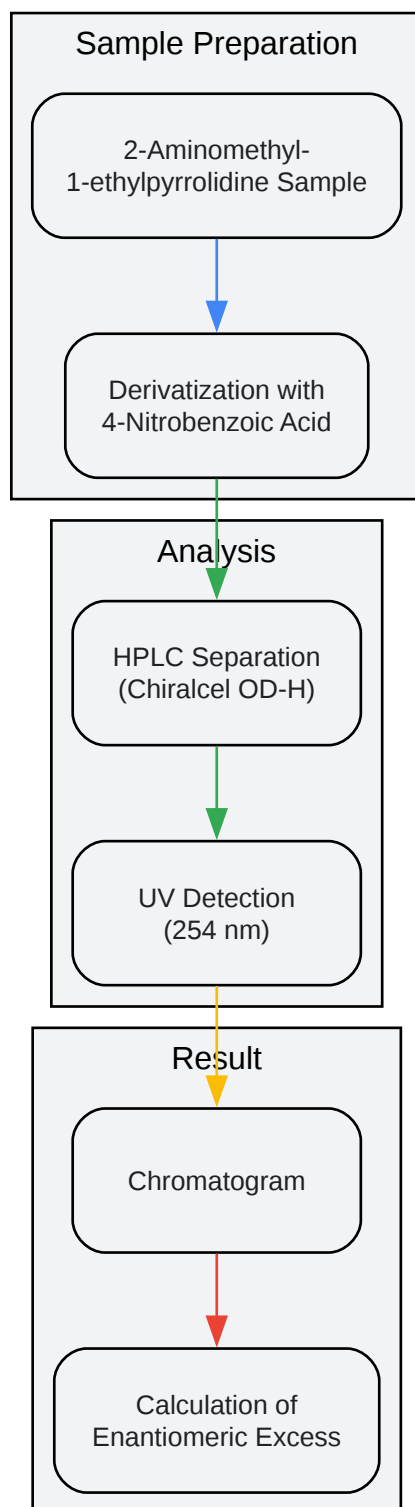 Sample Preparation
2-Aminomethyl-
1-ethylpyrrolidine Sample
Derivatization with
4-Nitrobenzoic Acid
Analysis
HPLC Separation
(Chiralcel OD-H)
UV Detection
(254 nm)
Result
Chromatogram
Calculation of
Enantiomeric Excess